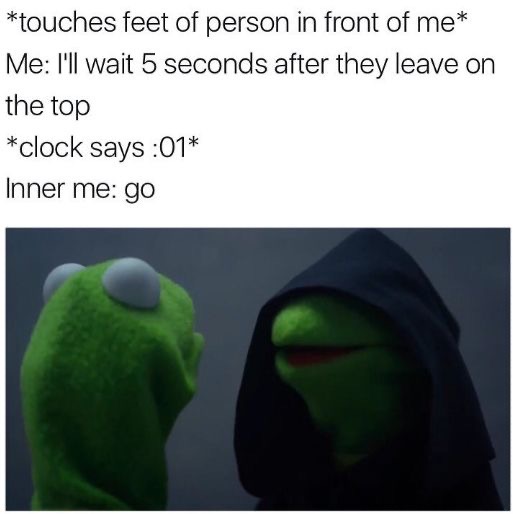 *touches feet of person in front of me*
Me: I'll wait 5 seconds after they leave on
the top
*clock says :01*
Inner me: go